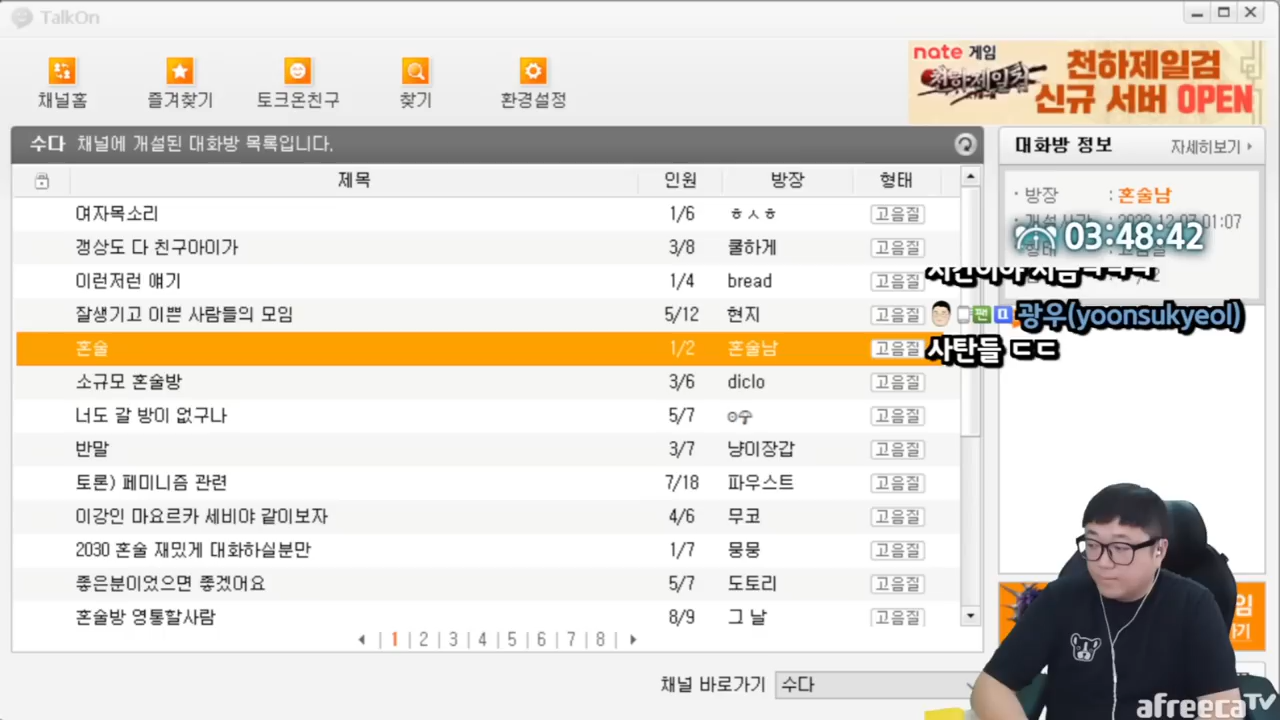 TalkOn
채널홈
즐겨찾기
토크온친구
찾기
환경설정
nate 게임
천하제일검
천하제일검
신규 서버 OPEN
수다 채널에 개설된 대화방 목록입니다.
제목 인원 방장 형태
여자목소리 1/6 ㅎㅅㅎ 고음질
갱상도 다 친구아이가 3/8 쿨하게 고음질
이런저런 얘기 1/4 bread 고음질
잘생기고 이쁜 사람들의 모임 5/12 현지 고음질
혼술 1/2 혼술남 고음질
소규모 혼술방 3/6 diclo 고음질
너도 갈 방이 없구나 5/7 고음질
반말 3/7 냥이장갑 고음질
토론) 페미니즘 관련 7/18 파우스트 고음질
이강인 마요르카 세비야 같이보자 4/6 무코 고음질
2030 혼술 재밌게 대화하실분만 1/7 뭉뭉 고음질
좋은분이었으면 좋겠어요 5/7 도토리 고음질
혼술방 영통할사람 8/9 그 날 고음질
1 2 3 4 5 6 7 8
채널 바로가기 수다
대화방 정보 자세히보기
방장 : 혼술남
03:48:42
팬
광우(yoonsukyeol)
사탄들 ㄷㄷ
afreecaTV